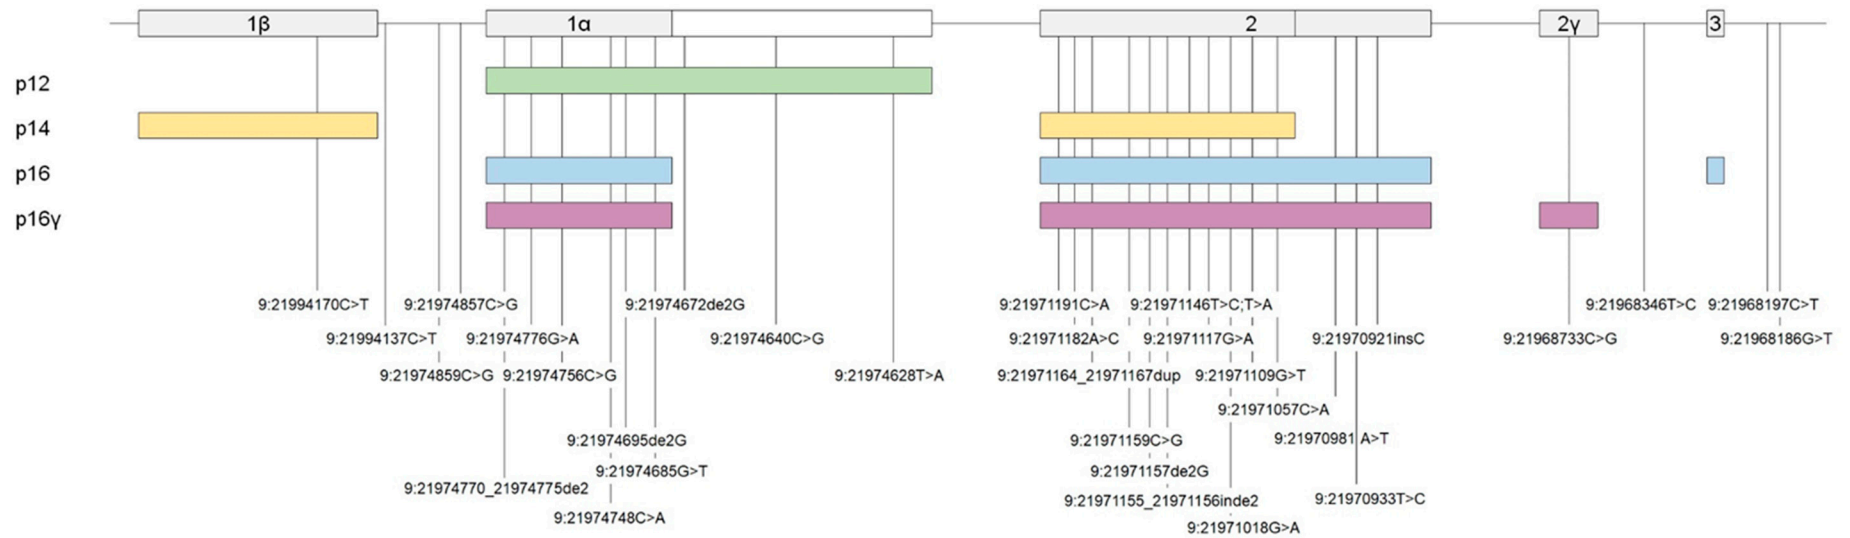 1β 1α 2 2γ 3
p12
p14
p16
p16γ
9:21994170C>T 9:21974857C>G 9:21974672de2G 9:21971191C>A 9:21971146T>C;T>A 9:21968346T>C 9:21968197C>T
9:21994137C>T 9:21974776G>A 9:21974640C>G 9:21971182A>C 9:21971117G>A 9:21970921insC 9:21968733C>G 9:21968186G>T
9:21974859C>G 9:21974756C>G 9:21974628T>A 9:21971164_21971167dup 9:21971109G>T
9:21971057C>A
9:21974695de2G 9:21971159C>G 9:21970981 A>T
9:21974685G>T 9:21971157de2G
9:21974770_21974775de2 9:21971155_21971156inde2 9:21970933T>C
9:21974748C>A 9:21971018G>A